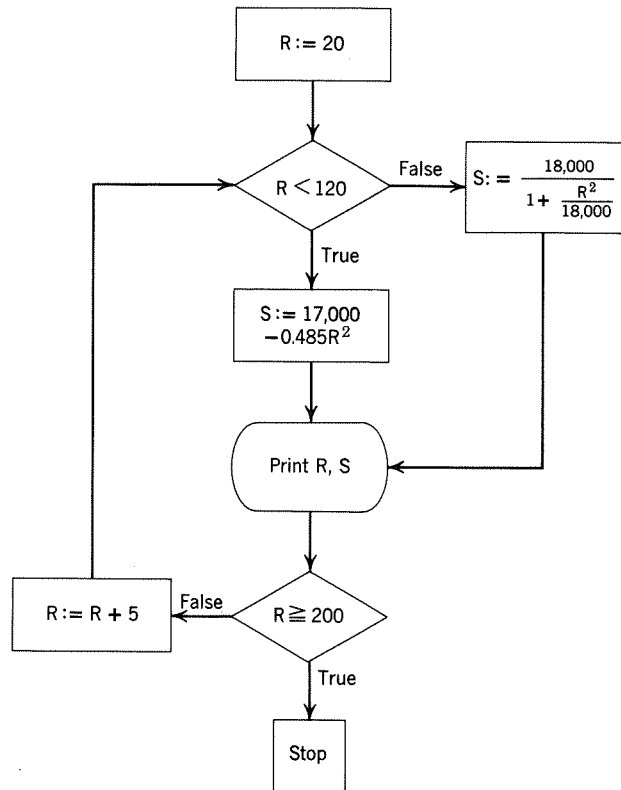 R := 20
R < 120
False
S: = 18,000 / (1 + R² / 18,000)
True
S := 17,000
−0.485R²
Print R, S
R := R + 5
False
R ≧ 200
True
Stop